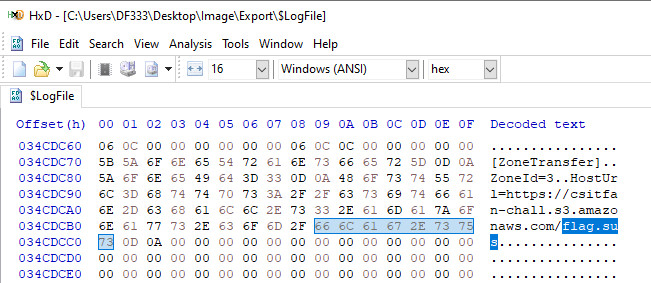 HxD - [C:\Users\DF333\Desktop\Image\Export\$LogFile]
File Edit Search View Analysis Tools Window Help
16 Windows (ANSI) hex
$LogFile
Offset(h) 00 01 02 03 04 05 06 07 08 09 0A 0B 0C 0D 0E 0F Decoded text
034CDC60 06 0C 00 00 00 00 00 06 0C 0C 00 00 00 00 00 00 ................
034CDC70 5B 5A 6F 6E 65 54 72 61 6E 73 66 65 72 5D 0D 0A [ZoneTransfer]..
034CDC80 5A 6F 6E 65 49 64 3D 33 0D 0A 48 6F 73 74 55 72 ZoneId=3..HostUr
034CDC90 6C 3D 68 74 74 70 73 3A 2F 2F 63 73 69 74 66 61 l=https://csitfa
034CDCA0 6E 2D 63 68 61 6C 6C 2E 73 33 2E 61 6D 61 7A 6F n-chall.s3.amazo
034CDCB0 6E 61 77 73 2E 63 6F 6D 2F 66 6C 61 67 2E 73 75 naws.com/flag.su
034CDCC0 73 0D 0A 00 00 00 00 00 00 00 00 00 00 00 00 00 s...............
034CDCD0 00 00 00 00 00 00 00 00 00 00 00 00 00 00 00 00 ................
034CDCE0 00 00 00 00 00 00 00 00 00 00 00 00 00 00 00 00 ................